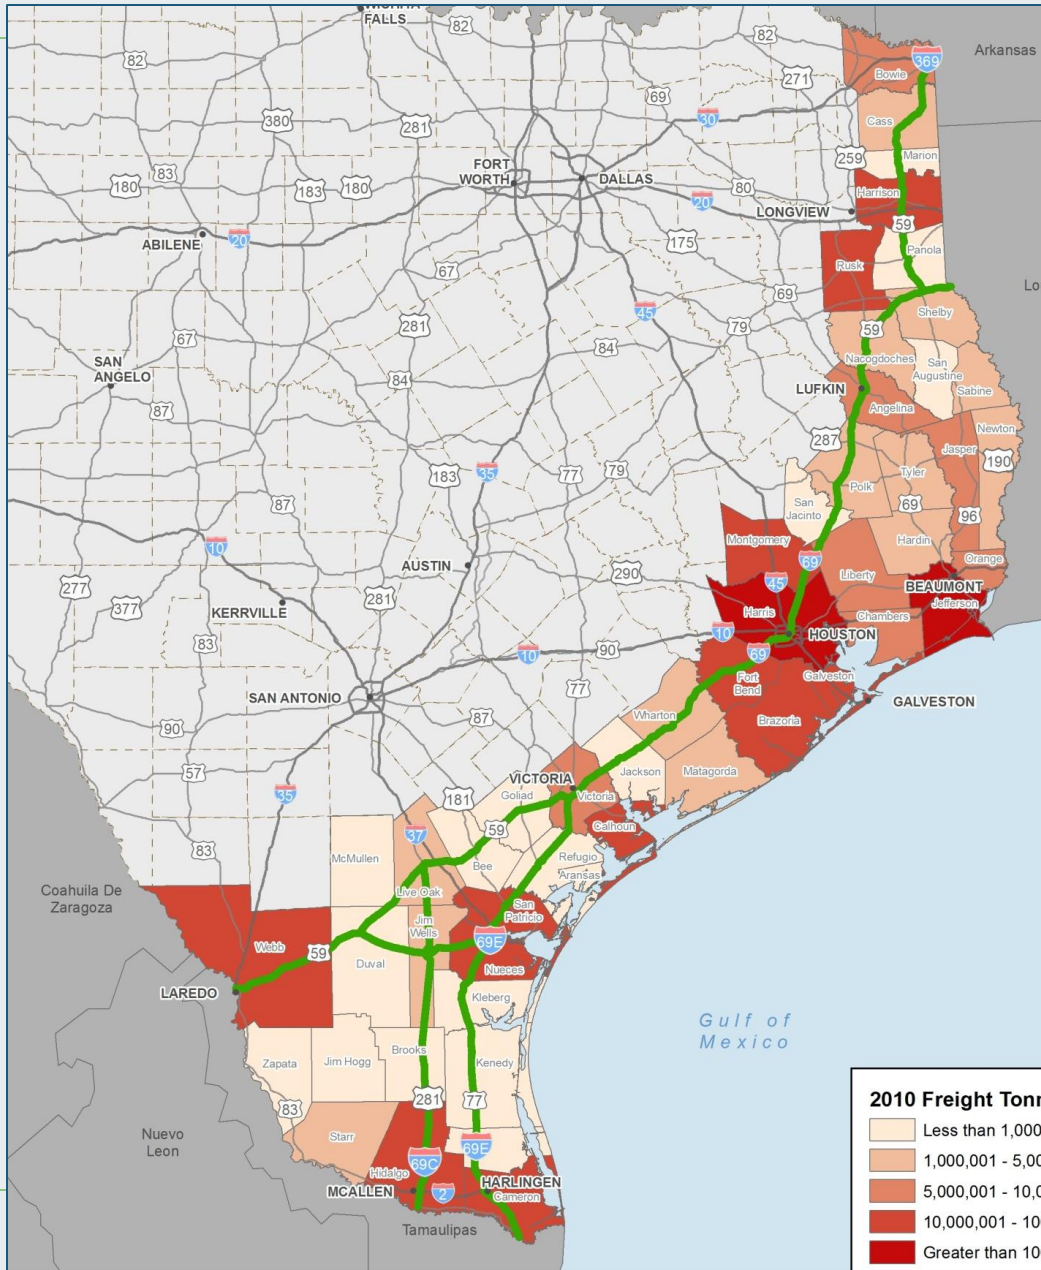 WICHITA
FALLS
82
82
82
Arkansas
369
Bowie
271
69
380
281
30
Cass
259
Marion
FORT
WORTH
DALLAS
83
180
183
180
80
Harrison
20
LONGVIEW
59
ABILENE
20
175
Panola
67
Rusk
Lo
69
45
Shelby
281
79
59
67
84
SAN
ANGELO
Nacogdoches
San
Augustine
84
LUFKIN
Sabine
87
Angelina
Newton
287
Jasper
183
35
77
79
190
Tyler
Polk
87
San
Jacinto
69
96
Montgomery
Hardin
10
69
Orange
AUSTIN
290
Liberty
45
BEAUMONT
277
377
281
Jefferson
KERRVILLE
Harris
Chambers
10
HOUSTON
83
90
69
10
Fort
Bend
Galveston
77
SAN ANTONIO
GALVESTON
87
Wharton
Brazoria
90
57
Jackson
Matagorda
VICTORIA
35
181
Goliad
Victoria
Calhoun
37
59
83
McMullen
Bee
Refugio
Aransas
Coahuila De
Zaragoza
Live Oak
San
Patricio
Jim
Wells
69E
Webb
59
Duval
Nueces
LAREDO
Kleberg
Gulf of
Mexico
Brooks
Zapata
Jim Hogg
Kenedy
281
77
83
2010 Freight Tonn
Less than 1,000
Nuevo
Leon
Starr
69E
69C
1,000,001 - 5,00
Hidalgo
HARLINGEN
5,000,001 - 10,0
MCALLEN
2
Cameron
10,000,001 - 10
Tamaulipas
Greater than 10